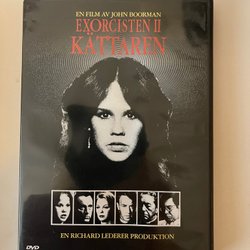 EN FILM AV JOHN BOORMAN
EXORCISTEN II
KÄTTAREN
EN RICHARD LEDERER PRODUKTION
DVD